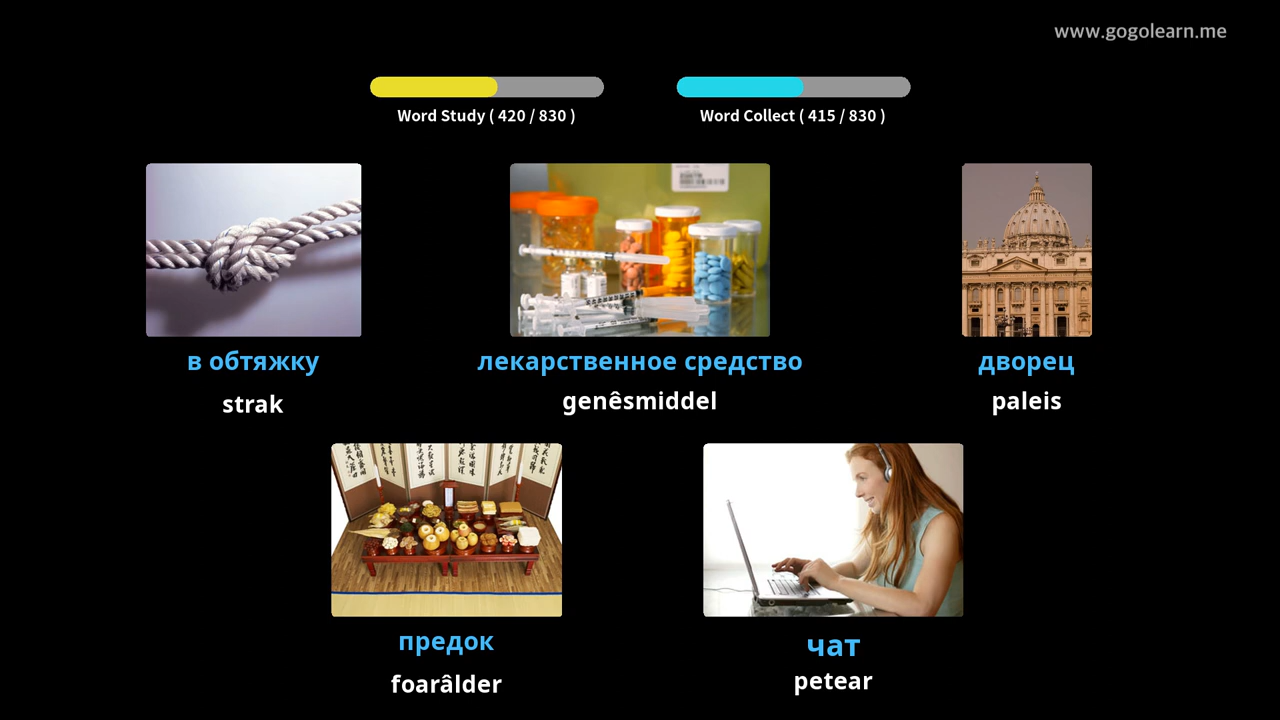 www.gogolearn.me
Word Study ( 420 / 830 )
Word Collect ( 415 / 830 )
в обтяжку
лекарственное средство
дворец
strak
genêsmiddel
paleis
предок
чат
foarâlder
petear